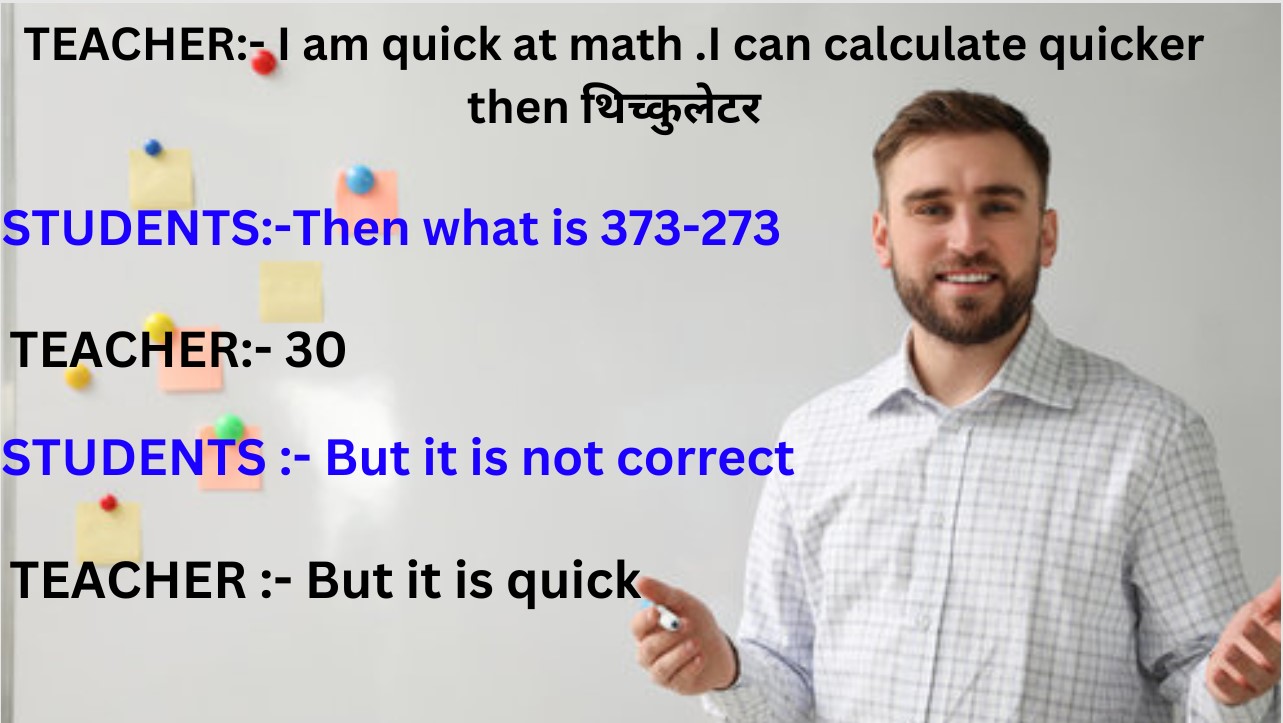 TEACHER:- I am quick at math .I can calculate quicker
then थिच्कुलेटर
STUDENTS:-Then what is 373-273
TEACHER:- 30
STUDENTS :- But it is not correct
TEACHER :- But it is quick